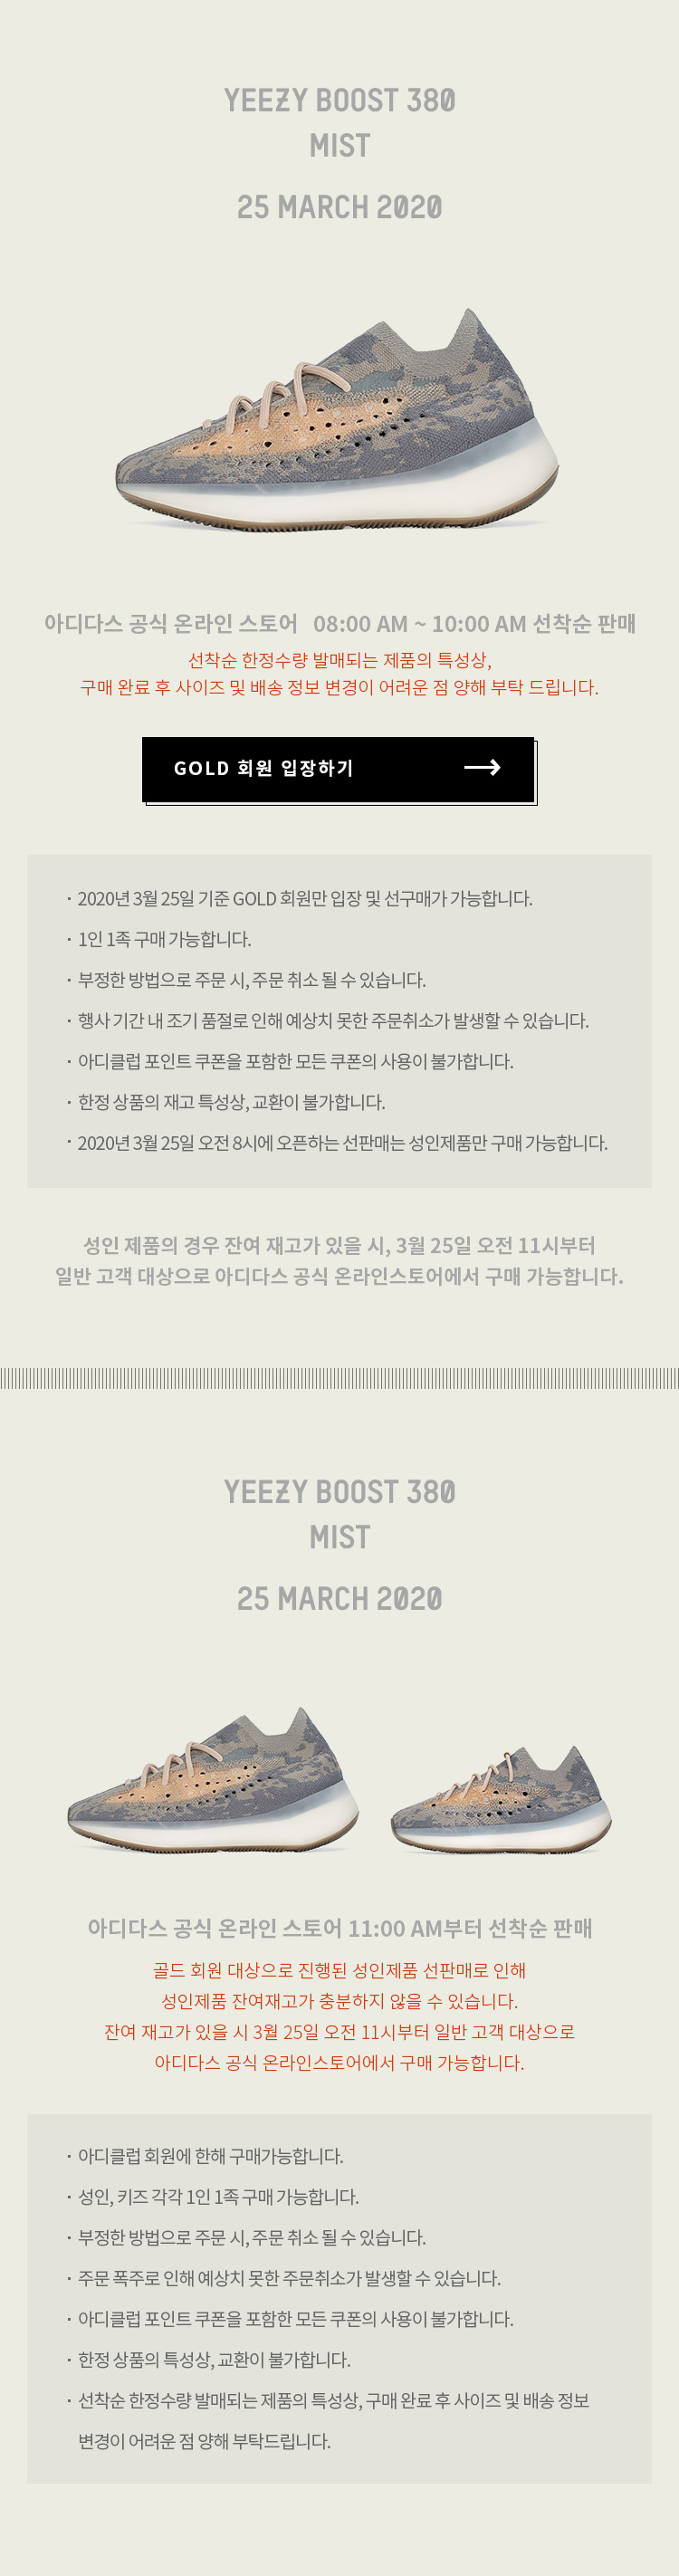 YEEZY BOOST 380
MIST
25 MARCH 2020
아디다스 공식 온라인 스토어 08:00 AM ~ 10:00 AM 선착순 판매
선착순 한정수량 발매되는 제품의 특성상,
구매 완료 후 사이즈 및 배송 정보 변경이 어려운 점 양해 부탁 드립니다.
GOLD 회원 입장하기
· 2020년 3월 25일 기준 GOLD 회원만 입장 및 선구매가 가능합니다.
· 1인 1족 구매 가능합니다.
· 부정한 방법으로 주문 시, 주문 취소 될 수 있습니다.
· 행사 기간 내 조기 품절로 인해 예상치 못한 주문취소가 발생할 수 있습니다.
· 아디클럽 포인트 쿠폰을 포함한 모든 쿠폰의 사용이 불가합니다.
· 한정 상품의 재고 특성상, 교환이 불가합니다.
· 2020년 3월 25일 오전 8시에 오픈하는 선판매는 성인제품만 구매 가능합니다.
성인 제품의 경우 잔여 재고가 있을 시, 3월 25일 오전 11시부터
일반 고객 대상으로 아디다스 공식 온라인스토어에서 구매 가능합니다.
YEEZY BOOST 380
MIST
25 MARCH 2020
아디다스 공식 온라인 스토어 11:00 AM부터 선착순 판매
골드 회원 대상으로 진행된 성인제품 선판매로 인해
성인제품 잔여재고가 충분하지 않을 수 있습니다.
잔여 재고가 있을 시 3월 25일 오전 11시부터 일반 고객 대상으로
아디다스 공식 온라인스토어에서 구매 가능합니다.
· 아디클럽 회원에 한해 구매가능합니다.
· 성인, 키즈 각각 1인 1족 구매 가능합니다.
· 부정한 방법으로 주문 시, 주문 취소 될 수 있습니다.
· 주문 폭주로 인해 예상치 못한 주문취소가 발생할 수 있습니다.
· 아디클럽 포인트 쿠폰을 포함한 모든 쿠폰의 사용이 불가합니다.
· 한정 상품의 특성상, 교환이 불가합니다.
· 선착순 한정수량 발매되는 제품의 특성상, 구매 완료 후 사이즈 및 배송 정보
변경이 어려운 점 양해 부탁드립니다.